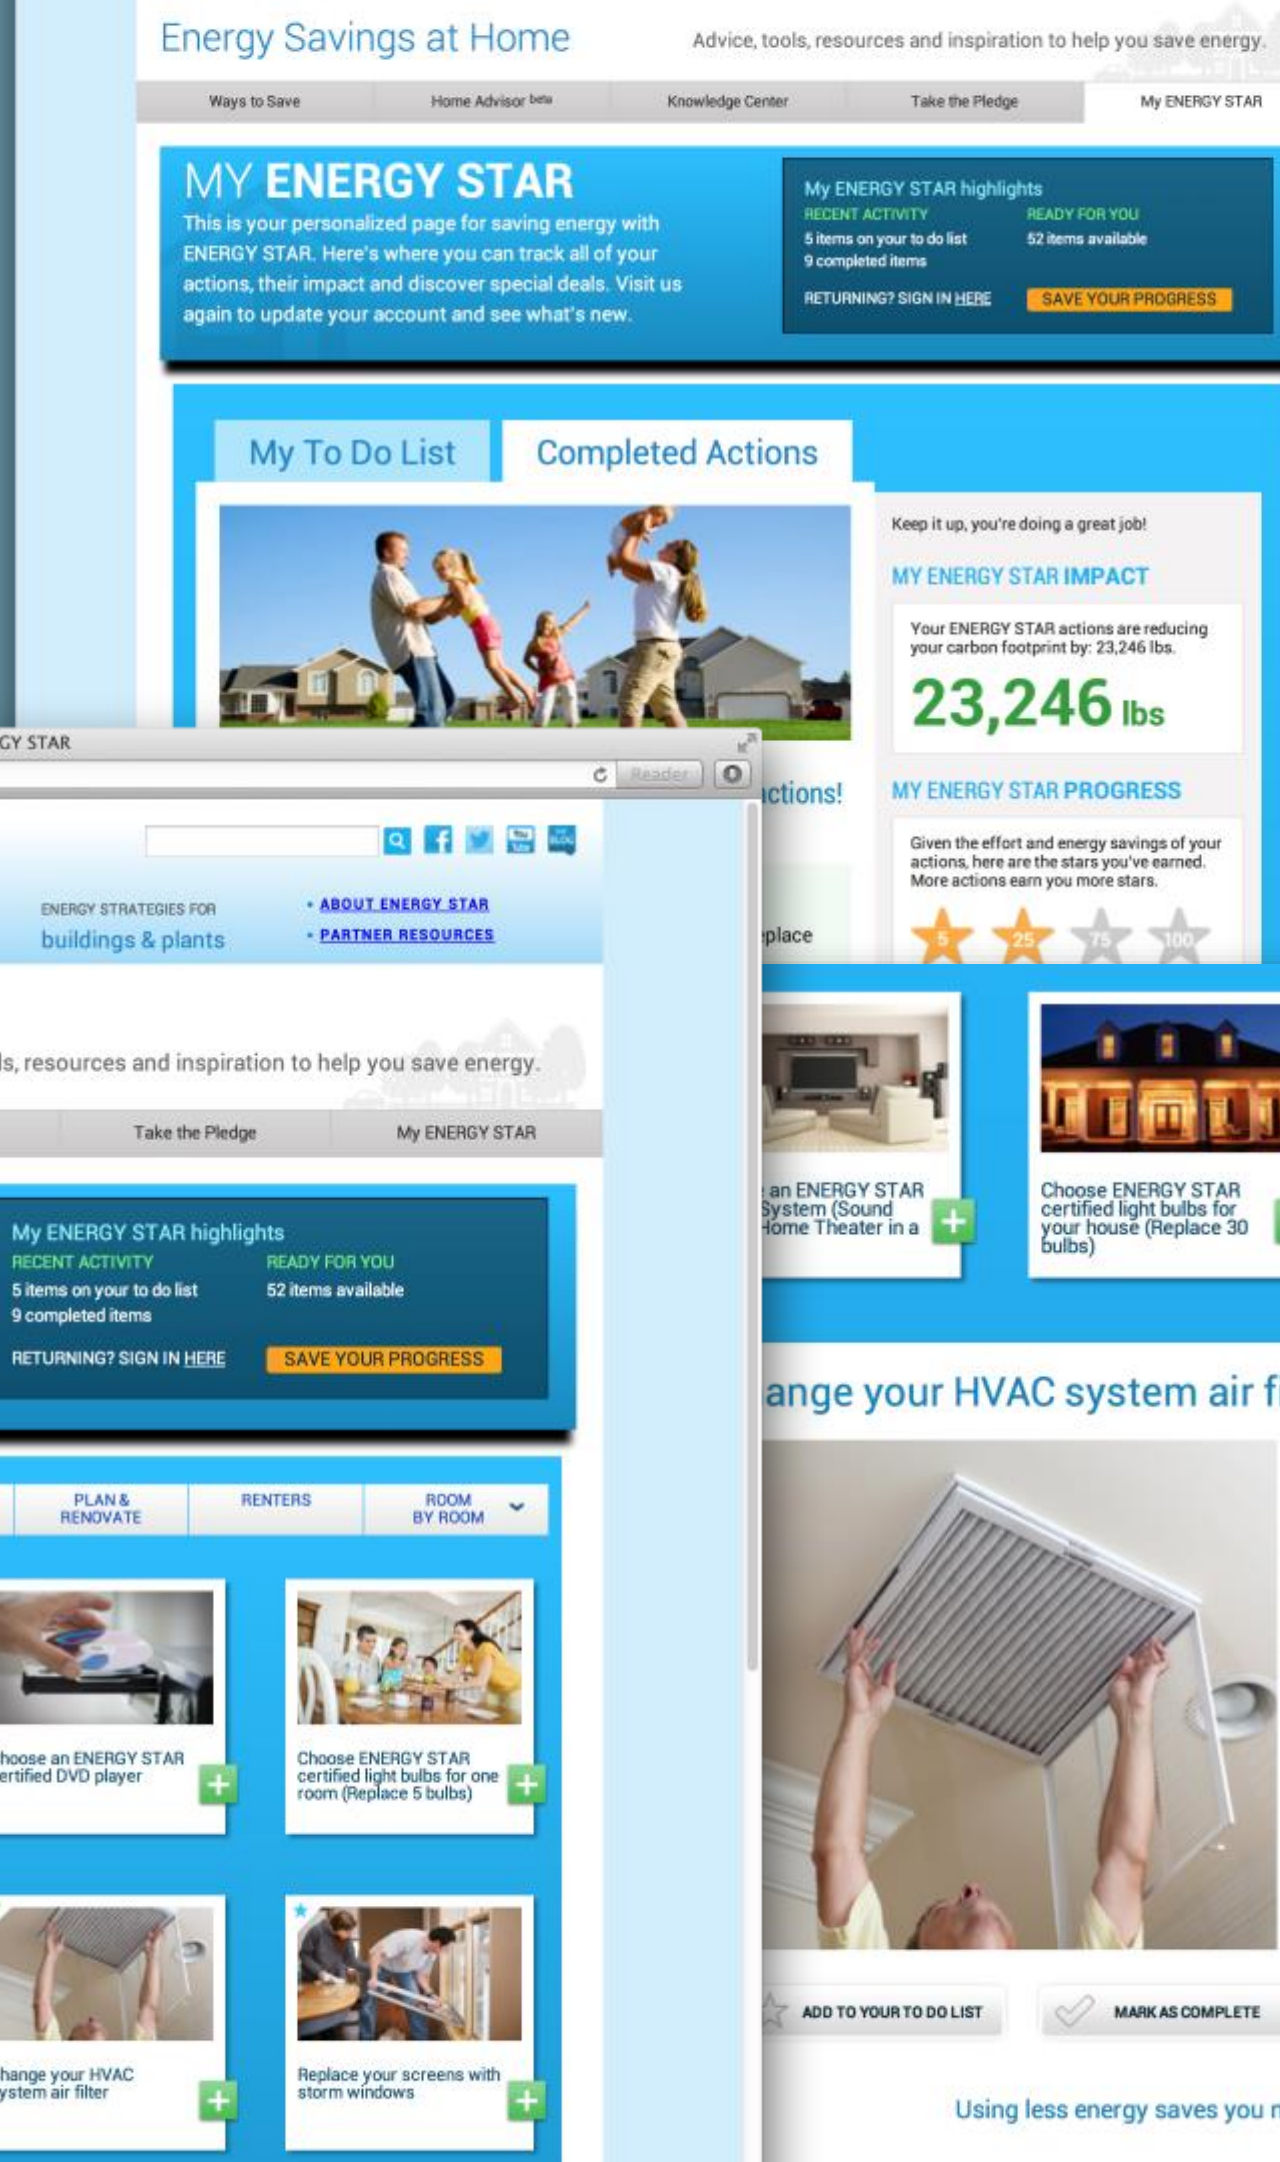 Energy Savings at Home
Advice, tools, resources and inspiration to help you save energy.
Ways to Save
Home Advisor beta
Knowledge Center
Take the Pledge
My ENERGY STAR
MY ENERGY STAR
This is your personalized page for saving energy with
ENERGY STAR. Here's where you can track all of your
actions, their impact and discover special deals. Visit us
again to update your account and see what's new.
My ENERGY STAR highlights
RECENT ACTIVITY
READY FOR YOU
5 items on your to do list
52 items available
9 completed items
RETURNING? SIGN IN HERE
SAVE YOUR PROGRESS
My To Do List
Completed Actions
Keep it up, you're doing a great job!
MY ENERGY STAR IMPACT
Your ENERGY STAR actions are reducing
your carbon footprint by: 23,246 lbs.
23,246 lbs
MY ENERGY STAR PROGRESS
Given the effort and energy savings of your
actions, here are the stars you've earned.
More actions earn you more stars.
5
25
75
100
actions!
place
GY STAR
Reader
You Tube
BLOG
ENERGY STRATEGIES FOR
buildings & plants
• ABOUT ENERGY STAR
• PARTNER RESOURCES
ls, resources and inspiration to help you save energy.
Take the Pledge
My ENERGY STAR
My ENERGY STAR highlights
RECENT ACTIVITY
READY FOR YOU
5 items on your to do list
52 items available
9 completed items
RETURNING? SIGN IN HERE
SAVE YOUR PROGRESS
PLAN &
RENOVATE
RENTERS
ROOM
BY ROOM
hoose an ENERGY STAR
ertified DVD player
Choose ENERGY STAR
certified light bulbs for one
room (Replace 5 bulbs)
hange your HVAC
ystem air filter
Replace your screens with
storm windows
an ENERGY STAR
System (Sound
Home Theater in a
Choose ENERGY STAR
certified light bulbs for
your house (Replace 30
bulbs)
ange your HVAC system air fi
ADD TO YOUR TO DO LIST
MARK AS COMPLETE
Using less energy saves you